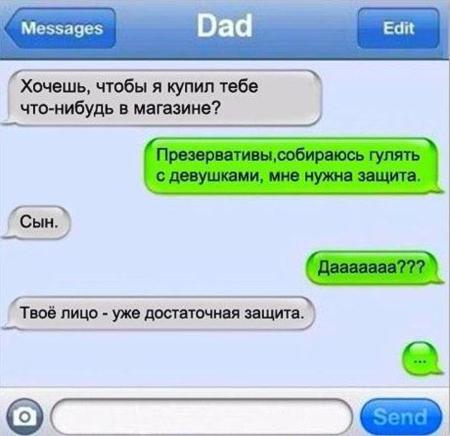 Messages
Dad
Edit
Хочешь, чтобы я купил тебе
что-нибудь в магазине?
Презервативы,собираюсь гулять
с девушками, мне нужна защита.
Сын.
Даааааaа???
Твоё лицо - уже достаточная защита.
...
Send